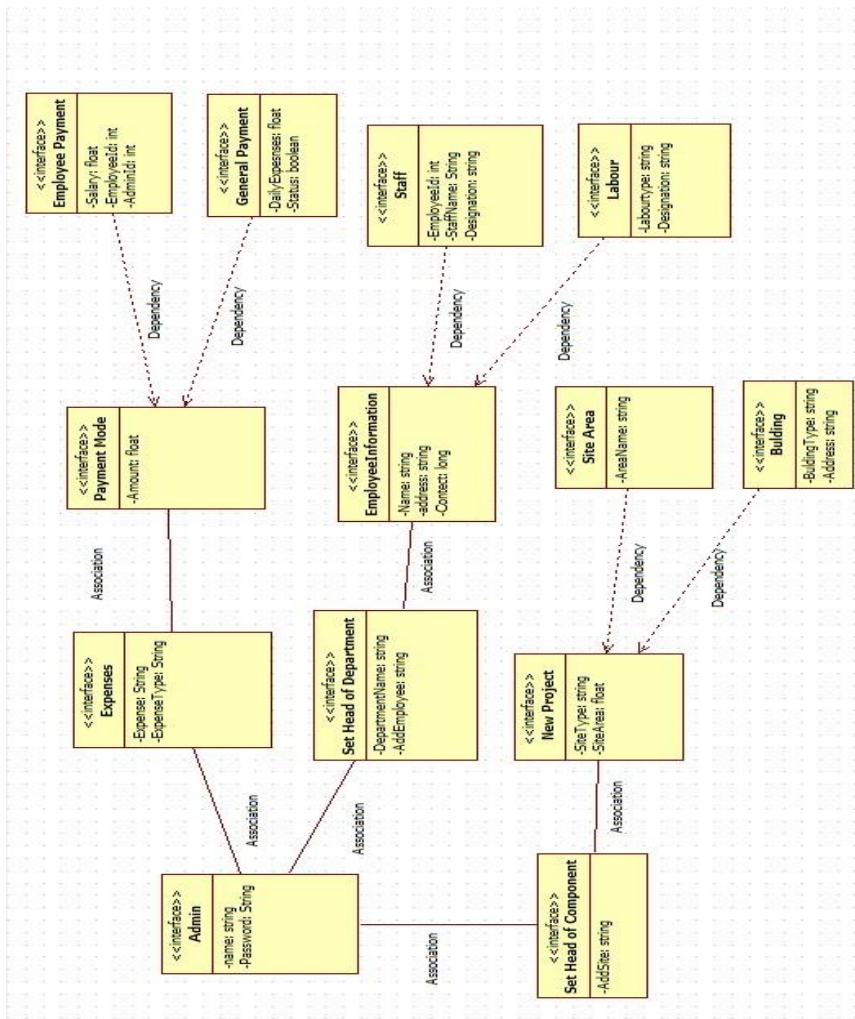 <<interface>>
Employee Payment
-Salary: float
-EmployeeId: int
-AdminId: int
<<interface>>
General Payment
-DailyExpesnses: float
-Status: boolean
<<interface>>
Staff
-EmployeeId: int
-StaffName: String
-Designation: string
<<interface>>
Labour
-Labourtype: string
-Designation: string
Dependency
Dependency
Dependency
Dependency
<<interface>>
Payment Mode
-Amount: float
<<interface>>
EmployeeInformation
-Name: string
-address: string
-Contect: long
<<interface>>
Site Area
-AreaName: string
<<interface>>
Bulding
-BuldingType: string
-Address: string
Association
Association
Dependency
Dependency
<<interface>>
Expenses
-Expense: String
-ExpenseType: String
<<interface>>
Set Head of Department
-DepartmentName: string
-AddEmployee: string
<<interface>>
New Project
-SiteType: string
-SiteArea: float
Association
Association
Association
<<interface>>
Admin
-name: string
-Password: String
Association
<<interface>>
Set Head of Component
-AddSite: string